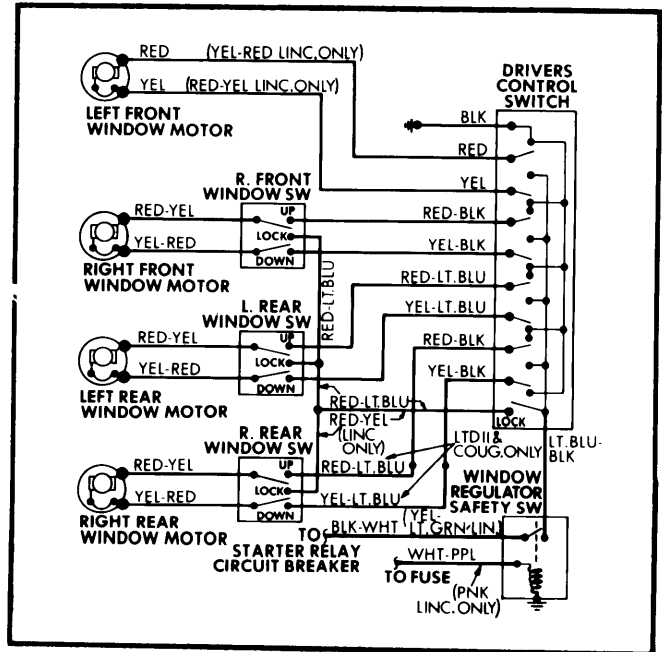 RED (YEL-RED LINC.ONLY)
YEL (RED-YEL LINC.ONLY)
LEFT FRONT
WINDOW MOTOR
DRIVERS
CONTROL
SWITCH
BLK
RED
YEL
RED-BLK
YEL-BLK
RED-LT.BLU
YEL-LT.BLU
RED-BLK
YEL-BLK
LOCK
R. FRONT
WINDOW SW
RED-YEL
UP
LOCK
YEL-RED
DOWN
RIGHT FRONT
WINDOW MOTOR
RED-LT.BLU
L. REAR
WINDOW SW
RED-YEL
UP
LOCK
YEL-RED
DOWN
LEFT REAR
WINDOW MOTOR
RED-LT.BLU
RED-YEL
(LINC
ONLY)
LTD II &
COUG.ONLY
LT.BLU-
BLK
R. REAR
WINDOW SW
RED-YEL
UP
RED-LT.BLU
LOCK
YEL-RED
YEL-LT.BLU
DOWN
RIGHT REAR
WINDOW MOTOR
WINDOW
REGULATOR
SAFETY SW
TO BLK-WHT (YEL-
LT.GRN'LIN.)
STARTER RELAY
CIRCUIT BREAKER
WHT-PPL
TO FUSE
(PNK
LINC.ONLY)